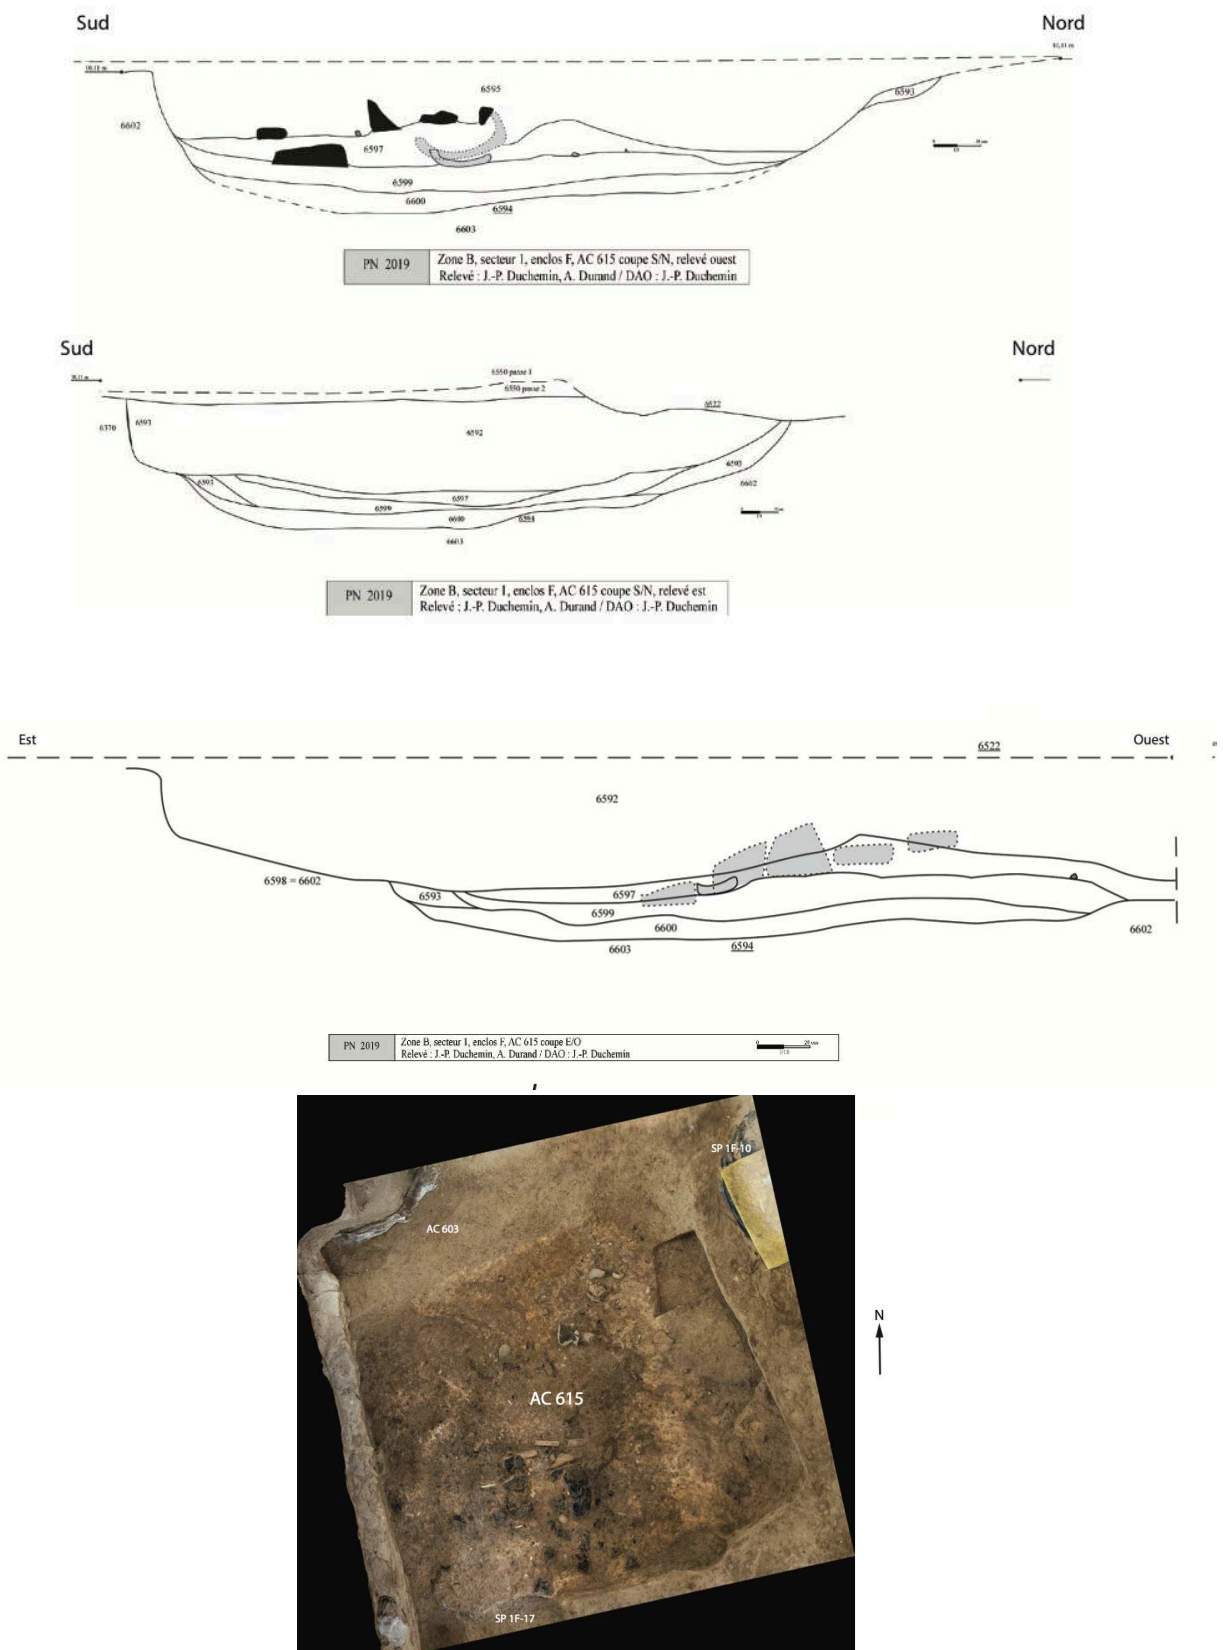 Sud
Nord
10,11 m
6595
6593
6602
6597
6599
6600
6594
6603
PN 2019
Zone B, secteur 1, enclos F, AC 615 coupe S/N, relevé ouest
Relevé : J.-P. Duchemin, A. Durand / DAO : J.-P. Duchemin
Sud
Nord
6550 passe 1
6550 passe 2
6522
6370
6593
6592
6593
6593
6602
6597
6599
6600
6594
6603
PN 2019
Zone B, secteur 1, enclos F, AC 615 coupe S/N, relevé est
Relevé : J.-P. Duchemin, A. Durand / DAO : J.-P. Duchemin
Est
6522
Ouest
6592
6598 = 6602
6593
6597
6599
6600
6602
6603
6594
PN 2019
Zone B, secteur 1, enclos F, AC 615 coupe E/O
Relevé : J.-P. Duchemin, A. Durand / DAO : J.-P. Duchemin
0
20 cm
SP 1F-10
AC 603
N
AC 615
SP 1F-17